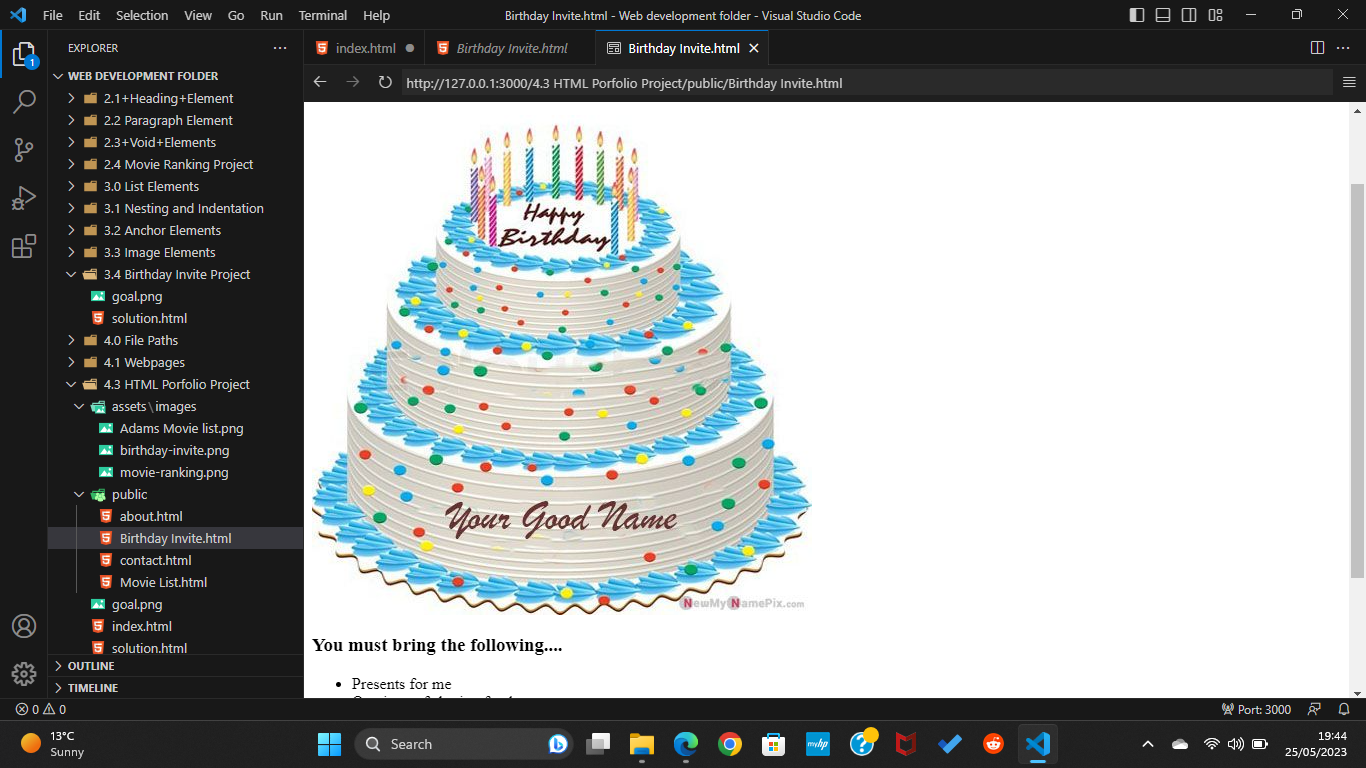 File Edit Selection View Go Run Terminal Help Birthday Invite.html - Web development folder - Visual Studio Code
EXPLORER
index.html Birthday Invite.html Birthday Invite.html
http://127.0.0.1:3000/4.3 HTML Porfolio Project/public/Birthday Invite.html
1
WEB DEVELOPMENT FOLDER
2.1+Heading+Element
2.2 Paragraph Element
2.3+Void+Elements
2.4 Movie Ranking Project
3.0 List Elements
3.1 Nesting and Indentation
3.2 Anchor Elements
3.3 Image Elements
3.4 Birthday Invite Project
goal.png
solution.html
4.0 File Paths
4.1 Webpages
4.3 HTML Porfolio Project
assets\images
Adams Movie list.png
birthday-invite.png
movie-ranking.png
public
about.html
Birthday Invite.html
contact.html
Movie List.html
goal.png
index.html
solution.html
OUTLINE
TIMELINE
Happy
Birthday
Your Good Name
NewMyNamePix.com
You must bring the following....
Presents for me
0 0 Port: 3000
13°C
Sunny
Search
myhp
19:44
25/05/2023